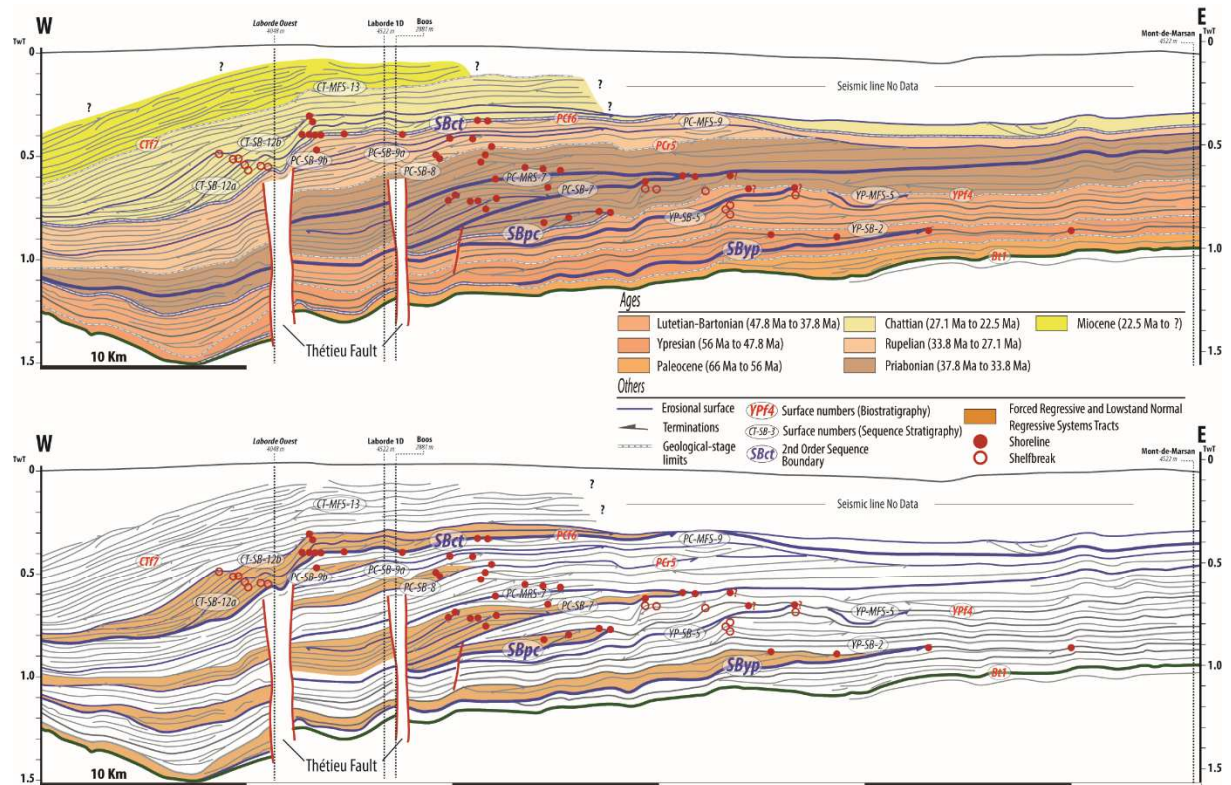 W
E
Laborde Ouest
4048 m
Laborde 1D
4522 m
Boos
2981 m
Mont-de-Marsan
4522 m
TwT
0
0.5
1.0
1.5
TwT
0
0.5
1.0
1.5
?
?
?
?
Seismic line No Data
CT-MFS-13
CTf7
CT-SB-12b
CT-SB-12a
PC-SB-9b
PC-SB-9a
PC-SB-8
SBct
PCf6
PC-MFS-9
PCr5
PC-MRS-7
PC-SB-7
SBpc
YP-SB-5
YP-MFS-5
YPf4
YP-SB-2
SByp
Bt1
?
?
?
10 Km
Thétieu Fault
Ages
Lutetian-Bartonian (47.8 Ma to 37.8 Ma)
Chattian (27.1 Ma to 22.5 Ma)
Miocene (22.5 Ma to ?)
Ypresian (56 Ma to 47.8 Ma)
Rupelian (33.8 Ma to 27.1 Ma)
Paleocene (66 Ma to 56 Ma)
Priabonian (37.8 Ma to 33.8 Ma)
Others
Erosional surface
Terminations
Geological-stage
limits
YPf4
Surface numbers (Biostratigraphy)
CT-SB-3
Surface numbers (Sequence Stratigraphy)
SBct
2nd Order Sequence
Boundary
Forced Regressive and Lowstand Normal
Regressive Systems Tracts
Shoreline
Shelfbreak
W
E
Laborde Ouest
4048 m
Laborde 1D
4522 m
Boos
2981 m
Mont-de-Marsan
4522 m
TwT
0
0.5
1.0
1.5
TwT
0
0.5
1.0
1.5
?
?
Seismic line No Data
CT-MFS-13
CTf7
CT-SB-12b
CT-SB-12a
PC-SB-9b
PC-SB-9a
PC-SB-8
SBct
PCf6
PC-MFS-9
PCr5
PC-MRS-7
PC-SB-7
SBpc
YP-SB-5
YP-MFS-5
YPf4
YP-SB-2
SByp
Bt1
?
?
?
10 Km
Thétieu Fault